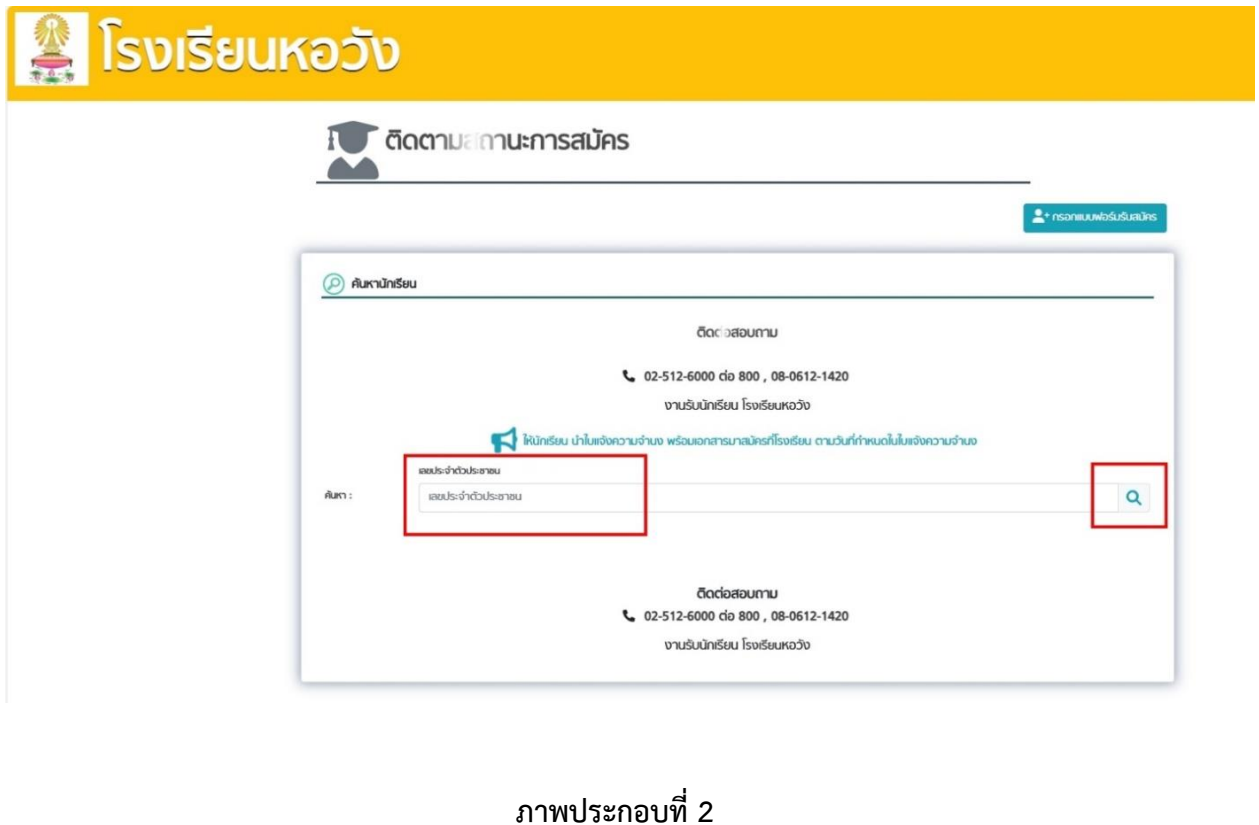 โรงเรียนหอวัง
ติดตามสถานะการสมัคร
กรอกแบบฟอร์มรับสมัคร
ค้นหานักเรียน
ติดต่อสอบถาม
02-512-6000 ต่อ 800 , 08-0612-1420
งานรับนักเรียน โรงเรียนหอวัง
ให้นักเรียน นำใบแจ้งความจำนง พร้อมเอกสารมาสมัครที่โรงเรียน ตามวันที่กำหนดในใบแจ้งความจำนง
เลขประจำตัวประชาชน
ค้นหา : เลขประจำตัวประชาชน
ติดต่อสอบถาม
02-512-6000 ต่อ 800 , 08-0612-1420
งานรับนักเรียน โรงเรียนหอวัง
ภาพประกอบที่ 2